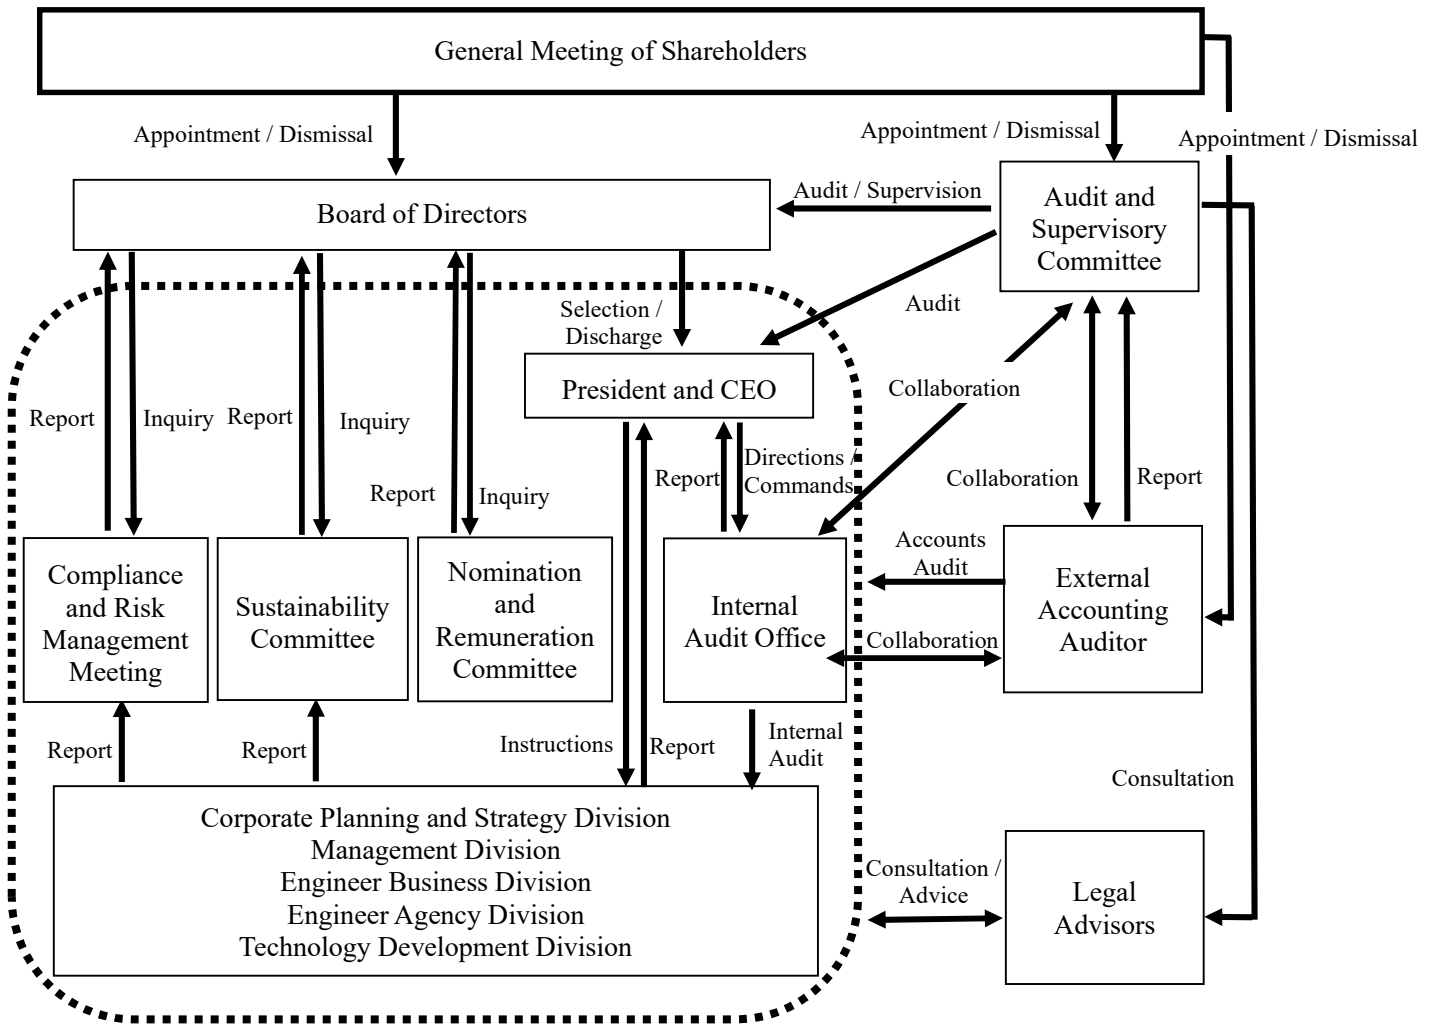 General Meeting of Shareholders
Appointment / Dismissal
Appointment / Dismissal
Appointment / Dismissal
Board of Directors
Audit / Supervision
Audit and
Supervisory
Committee
Selection /
Discharge
Audit
President and CEO
Collaboration
Report
Inquiry
Report
Inquiry
Report
Inquiry
Report
Directions /
Commands
Collaboration
Report
Compliance
and Risk
Management
Meeting
Sustainability
Committee
Nomination
and
Remuneration
Committee
Internal
Audit Office
Accounts
Audit
Collaboration
External
Accounting
Auditor
Report
Report
Instructions
Report
Internal
Audit
Consultation
Corporate Planning and Strategy Division
Management Division
Engineer Business Division
Engineer Agency Division
Technology Development Division
Consultation /
Advice
Legal
Advisors